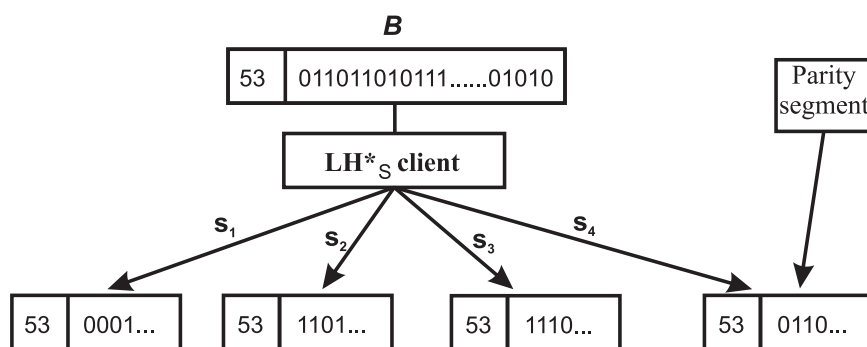 B
53 011011010111......01010
Parity
segment
LH*S client
s1
s2
s3
s4
53 0001...
53 1101...
53 1110...
53 0110...